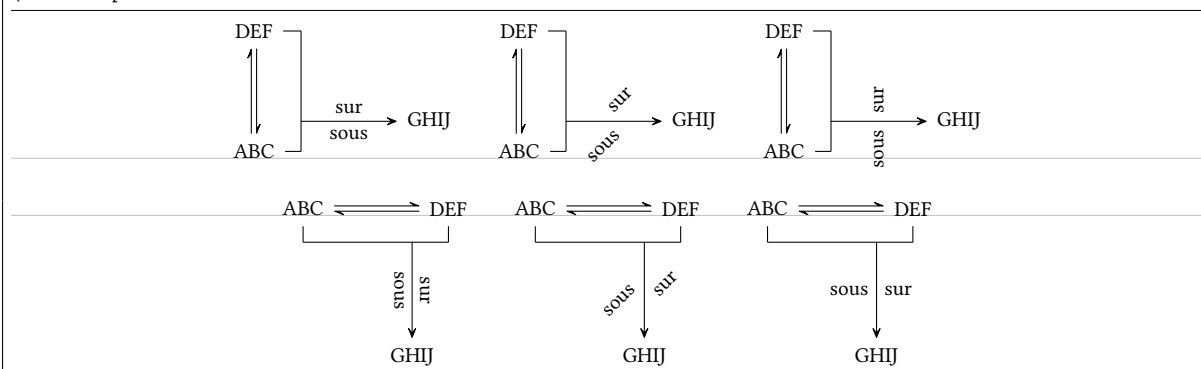 DEF DEF DEF
sur sur sur
GHIJ GHIJ GHIJ
sous sous sous
ABC ABC ABC
ABC DEF ABC DEF ABC DEF
sous sur sous sur sous sur
GHIJ GHIJ GHIJ